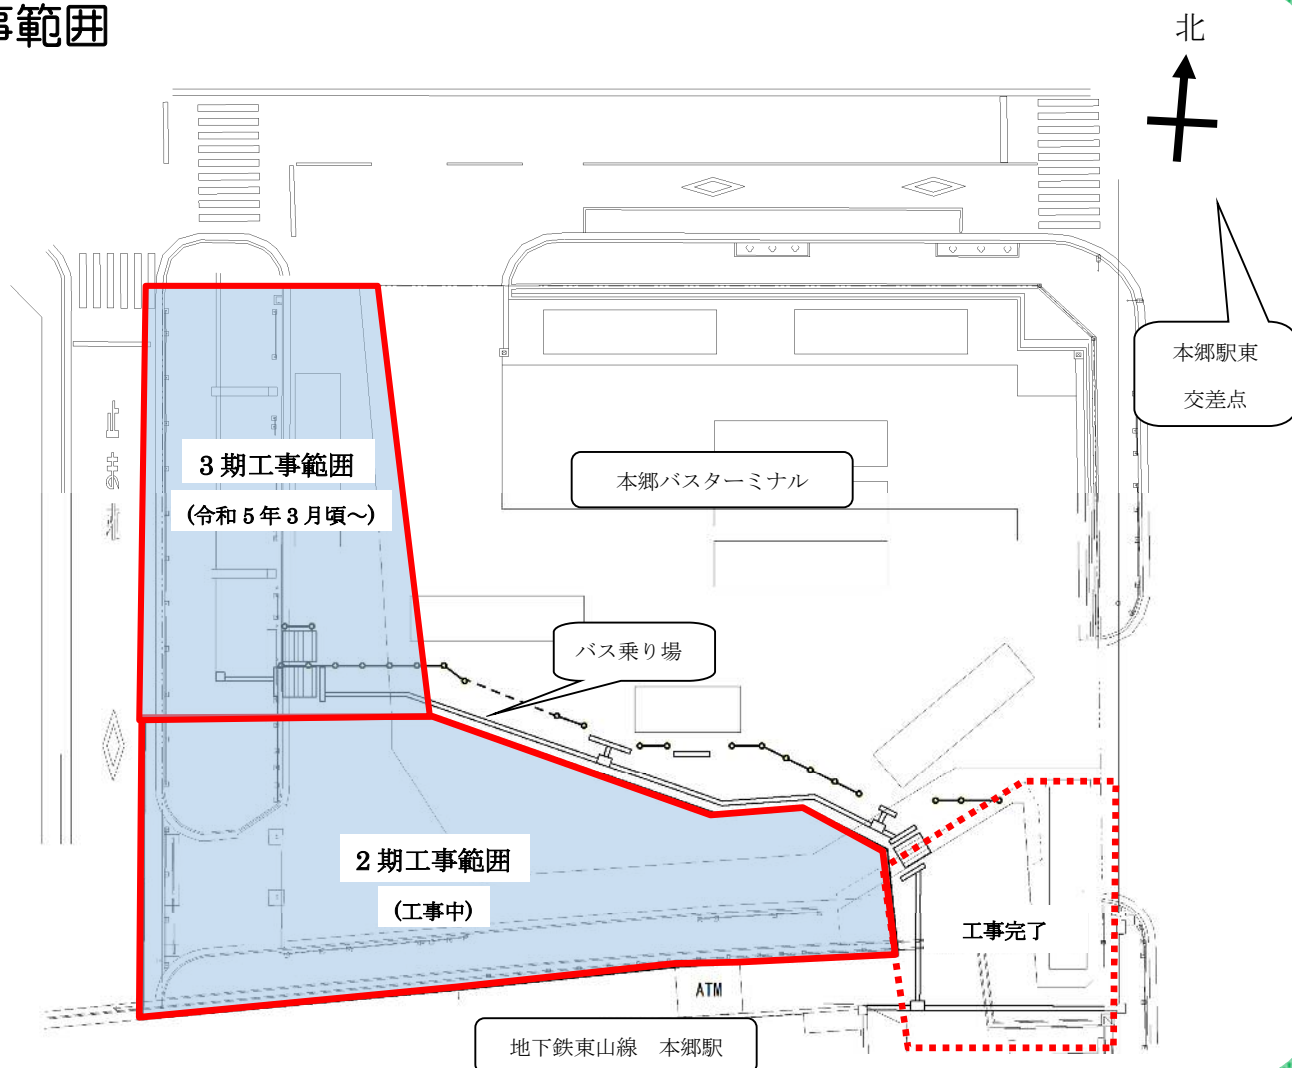 事範囲
北
本郷駅東
交差点
止まれ
3期工事範囲
(令和5年3月頃～)
本郷バスターミナル
バス乗り場
2期工事範囲
(工事中)
工事完了
ATM
地下鉄東山線　本郷駅